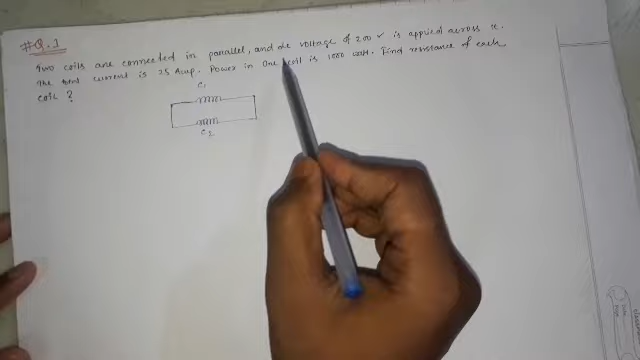 #Q.1
Two coils are connected in parallel, and de voltage of 200 v is applied across it.
The total current is 25 Amp. Power in one coil is 1000 watt. Find resistance of each
coil ?
C1
C2